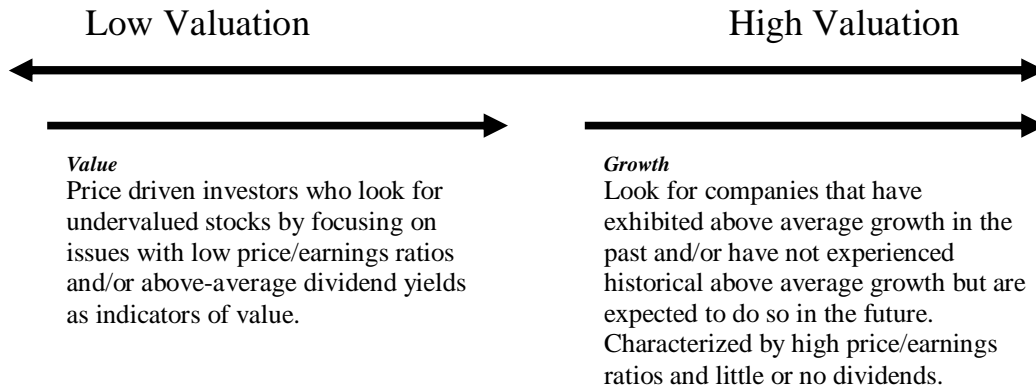 Low Valuation
High Valuation
Value
Price driven investors who look for
undervalued stocks by focusing on
issues with low price/earnings ratios
and/or above-average dividend yields
as indicators of value.
Growth
Look for companies that have
exhibited above average growth in the
past and/or have not experienced
historical above average growth but are
expected to do so in the future.
Characterized by high price/earnings
ratios and little or no dividends.